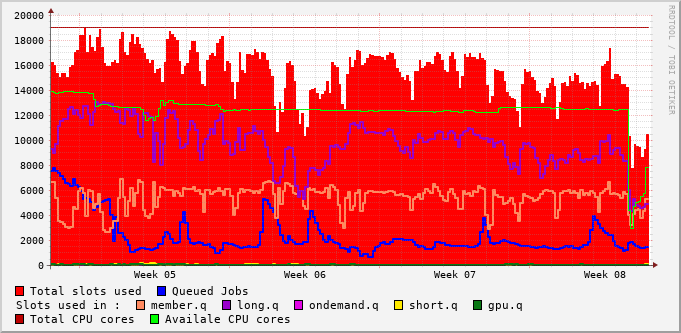 20000
18000
16000
14000
12000
10000
8000
6000
4000
2000
0
Week 05 Week 06 Week 07 Week 08
Total slots used Queued Jobs
Slots used in : member.q long.q ondemand.q short.q gpu.q
Total CPU cores Availale CPU cores
RRDTOOL / TOBI OETIKER